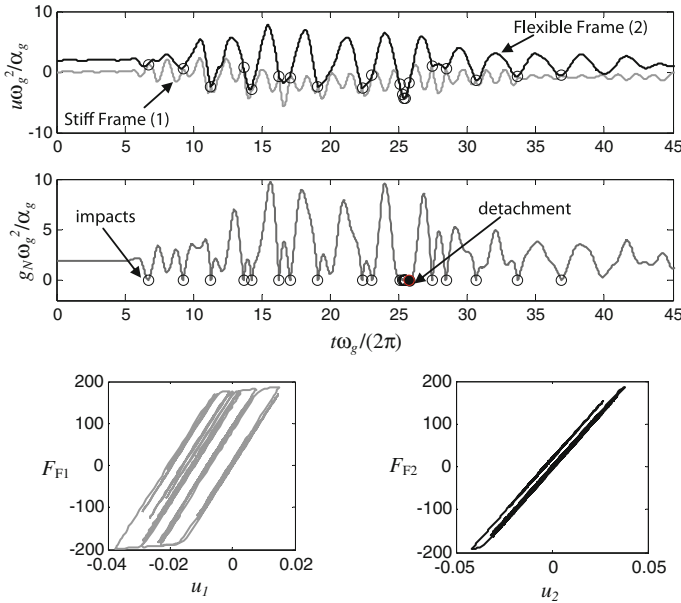 10
0
-10
uω_g²/α_g
Flexible Frame (2)
Stiff Frame (1)
0 5 10 15 20 25 30 35 40 45
10
5
0
g_Nω_g²/α_g
impacts
detachment
0 5 10 15 20 25 30 35 40 45
tω_g/(2π)
200
100
0
-100
-200
F_F1
-0.04 -0.02 0 0.02
u_1
200
100
0
-100
-200
F_F2
-0.05 0 0.05
u_2